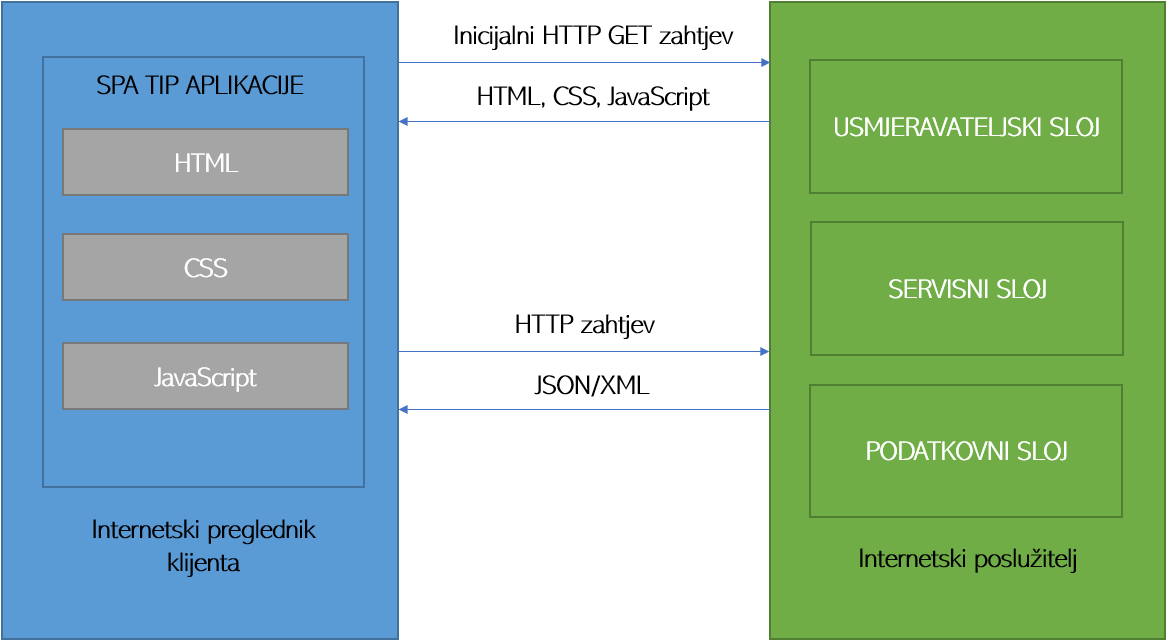 SPA TIP APLIKACIJE
HTML
CSS
JavaScript
Internetski preglednik
klijenta
Inicijalni HTTP GET zahtjev
HTML, CSS, JavaScript
HTTP zahtjev
JSON/XML
USMJERAVATELJSKI SLOJ
SERVISNI SLOJ
PODATKOVNI SLOJ
Internetski poslužitelj